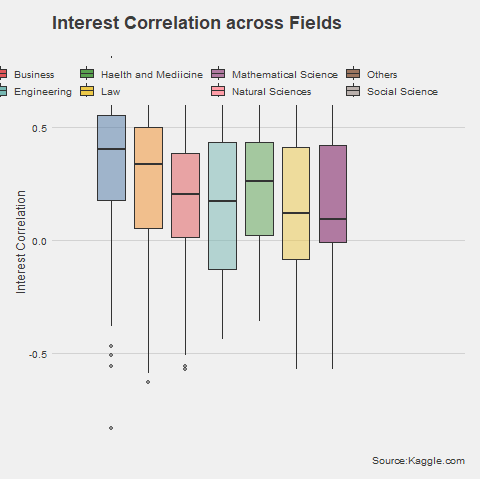 Interest Correlation across Fields
Business Haelth and Mediicine Mathematical Science Others
Engineering Law Natural Sciences Social Science
0.5
0.0
-0.5
Interest Correlation
Source:Kaggle.com